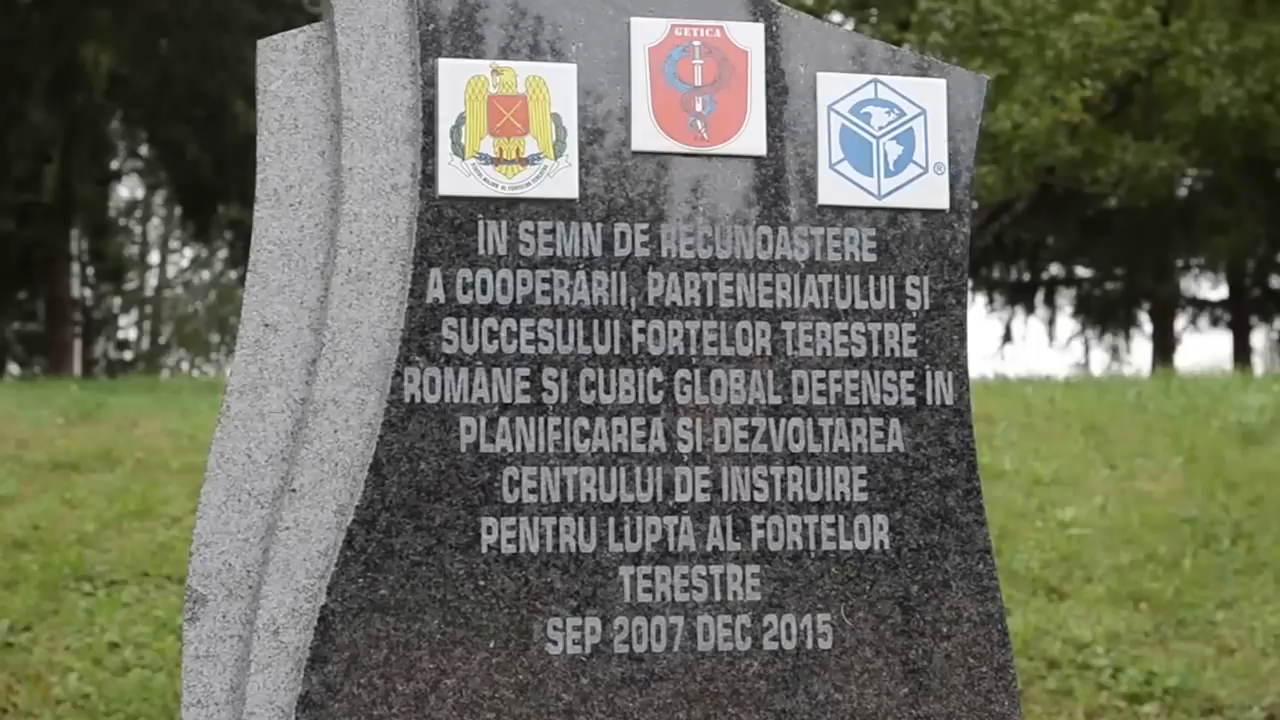 GETICA
®
ÎN SEMN DE RECUNOAȘTERE
A COOPERĂRII, PARTENERIATULUI ȘI
SUCCESULUI FORȚELOR TERESTRE
ROMÂNE ȘI CUBIC GLOBAL DEFENSE ÎN
PLANIFICAREA ȘI DEZVOLTAREA
CENTRULUI DE INSTRUIRE
PENTRU LUPTĂ AL FORȚELOR
TERESTRE
SEP 2007 DEC 2015